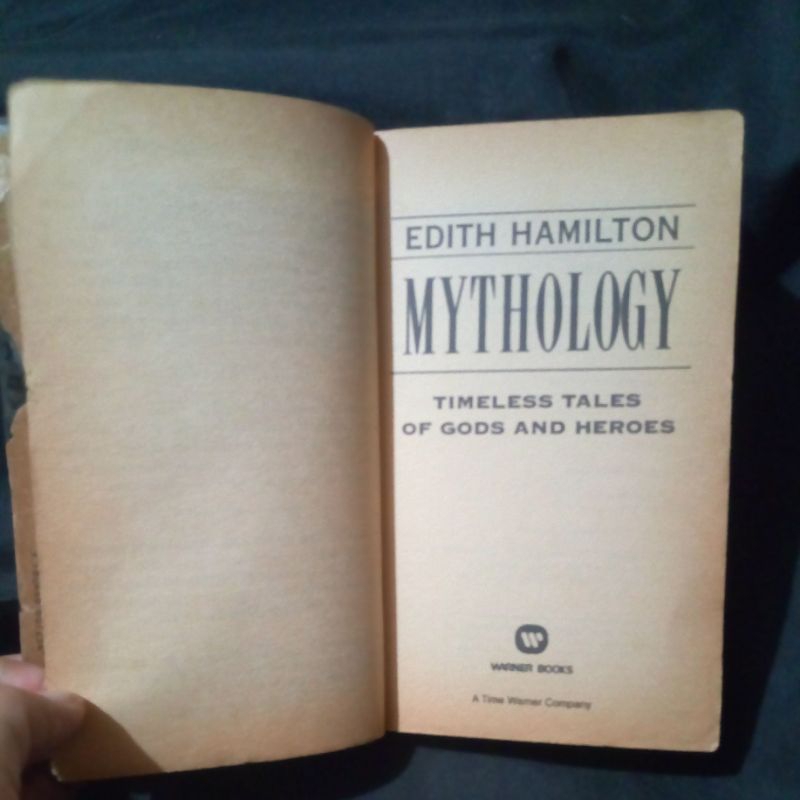 EDITH HAMILTON
MYTHOLOGY
TIMELESS TALES
OF GODS AND HEROES
W
WARNER BOOKS
A Time Warner Company